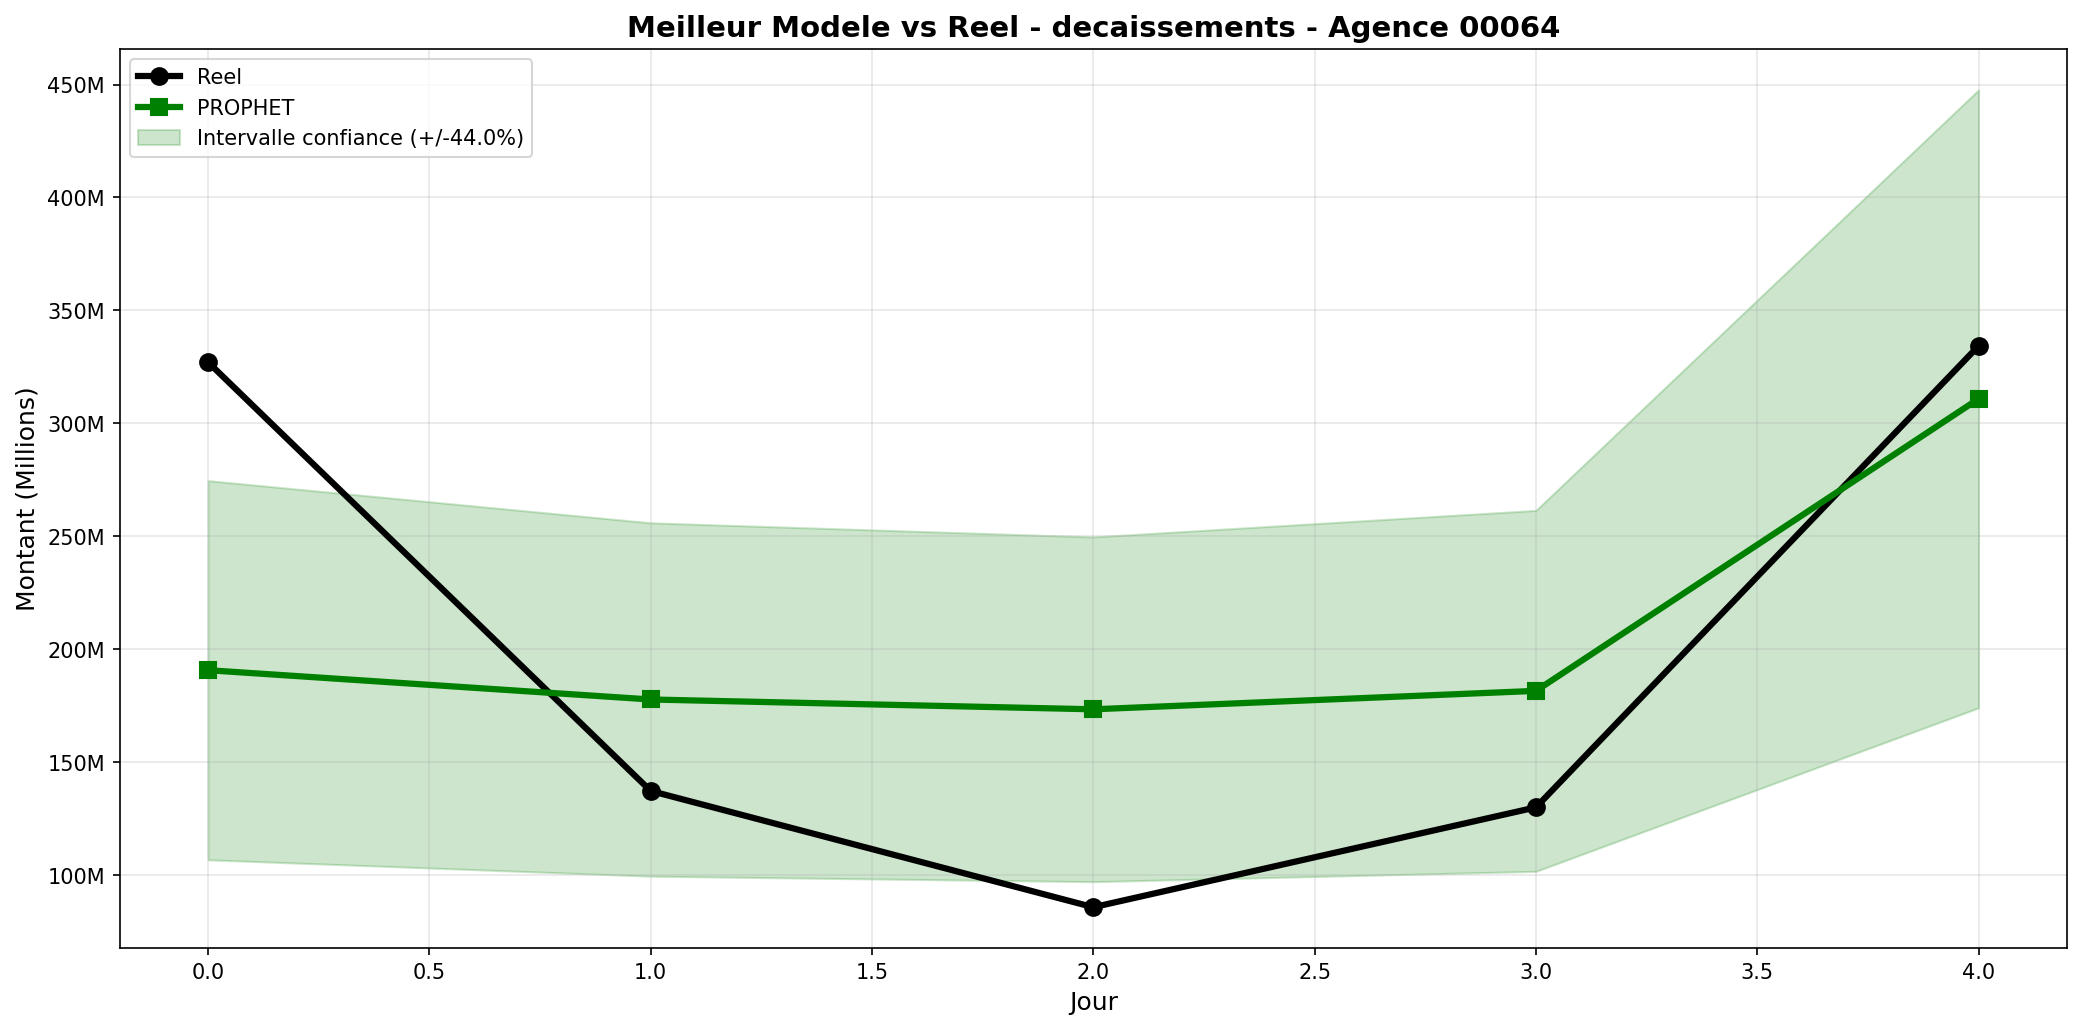 Meilleur Modele vs Reel - decaissements - Agence 00064
Reel
PROPHET
Intervalle confiance (+/-44.0%)
Montant (Millions)
450M
400M
350M
300M
250M
200M
150M
100M
0.0 0.5 1.0 1.5 2.0 2.5 3.0 3.5 4.0
Jour